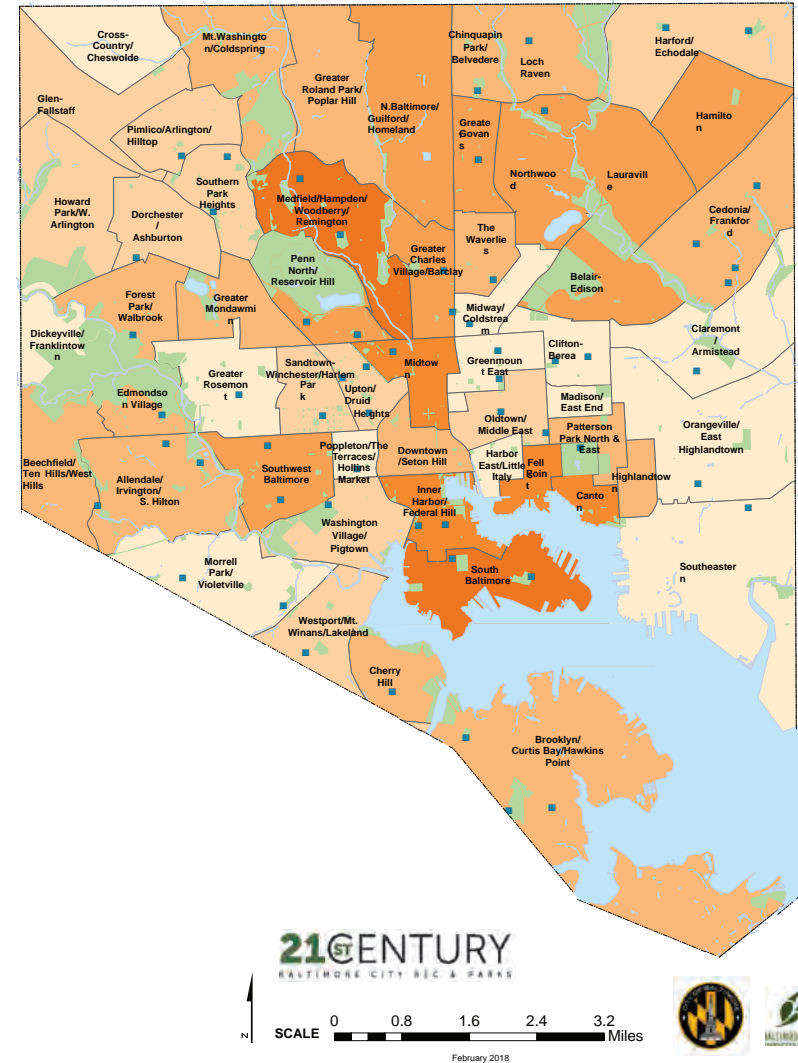 Cross-
Country/
Cheswolde
Mt.Washingto
n/Coldspring
Chinquapin
Park/
Belvedere
Loch
Raven
Harford/
Echodale
Glen-
Fallstaff
Greater
Roland Park/
Poplar Hill
N.Baltimore/
Guilford/
Homeland
Greate
r
Govan
s
Hamilto
n
Pimlico/Arlington/
Hilltop
Southern
Park
Heights
Northwoo
d
Lauravill
e
Howard
Park/W.
Arlington
Dorchester
/
Ashburton
Medfield/Hampden/
Woodberry/
Remington
Cedonia/
Frankfor
d
The
Waverlie
s
Greater
Charles
Village/Barclay
Penn
North/
Reservoir Hill
Belair-
Edison
Forest
Park/
Walbrook
Greater
Mondawmi
n
Midway/
Coldstrea
m
Dickeyville/
Franklintow
n
Claremont
/
Armistead
Clifton-
Berea
Greenmoun
t East
Midtow
n
Sandtown-
Winchester/Harlem
Par
k
Greater
Rosemon
t
Upton/
Druid
Heights
Edmondso
n Village
Madison/
East End
Oldtown/
Middle East
Patterson
Park North &
East
Orangeville/
East
Highlandtown
Poppleton/The
Terraces/
Hollins
Market
Downtown
/Seton Hill
Harbor
East/Little
Italy
Fell
s
Poin
t
Highlandtow
n
Beechfield/
Ten Hills/West
Hills
Allendale/
Irvington/
S. Hilton
Southwest
Baltimore
Inner
Harbor/
Federal Hill
Canto
n
Washington
Village/
Pigtown
Morrell
Park/
Violetville
South
Baltimore
Southeaster
n
Westport/Mt.
Winans/Lakeland
Cherry
Hill
Brooklyn/
Curtis Bay/Hawkins
Point
21ST CENTURY
BALTIMORE CITY REC & PARKS
N
SCALE
0 0.8 1.6 2.4 3.2
Miles
February 2018